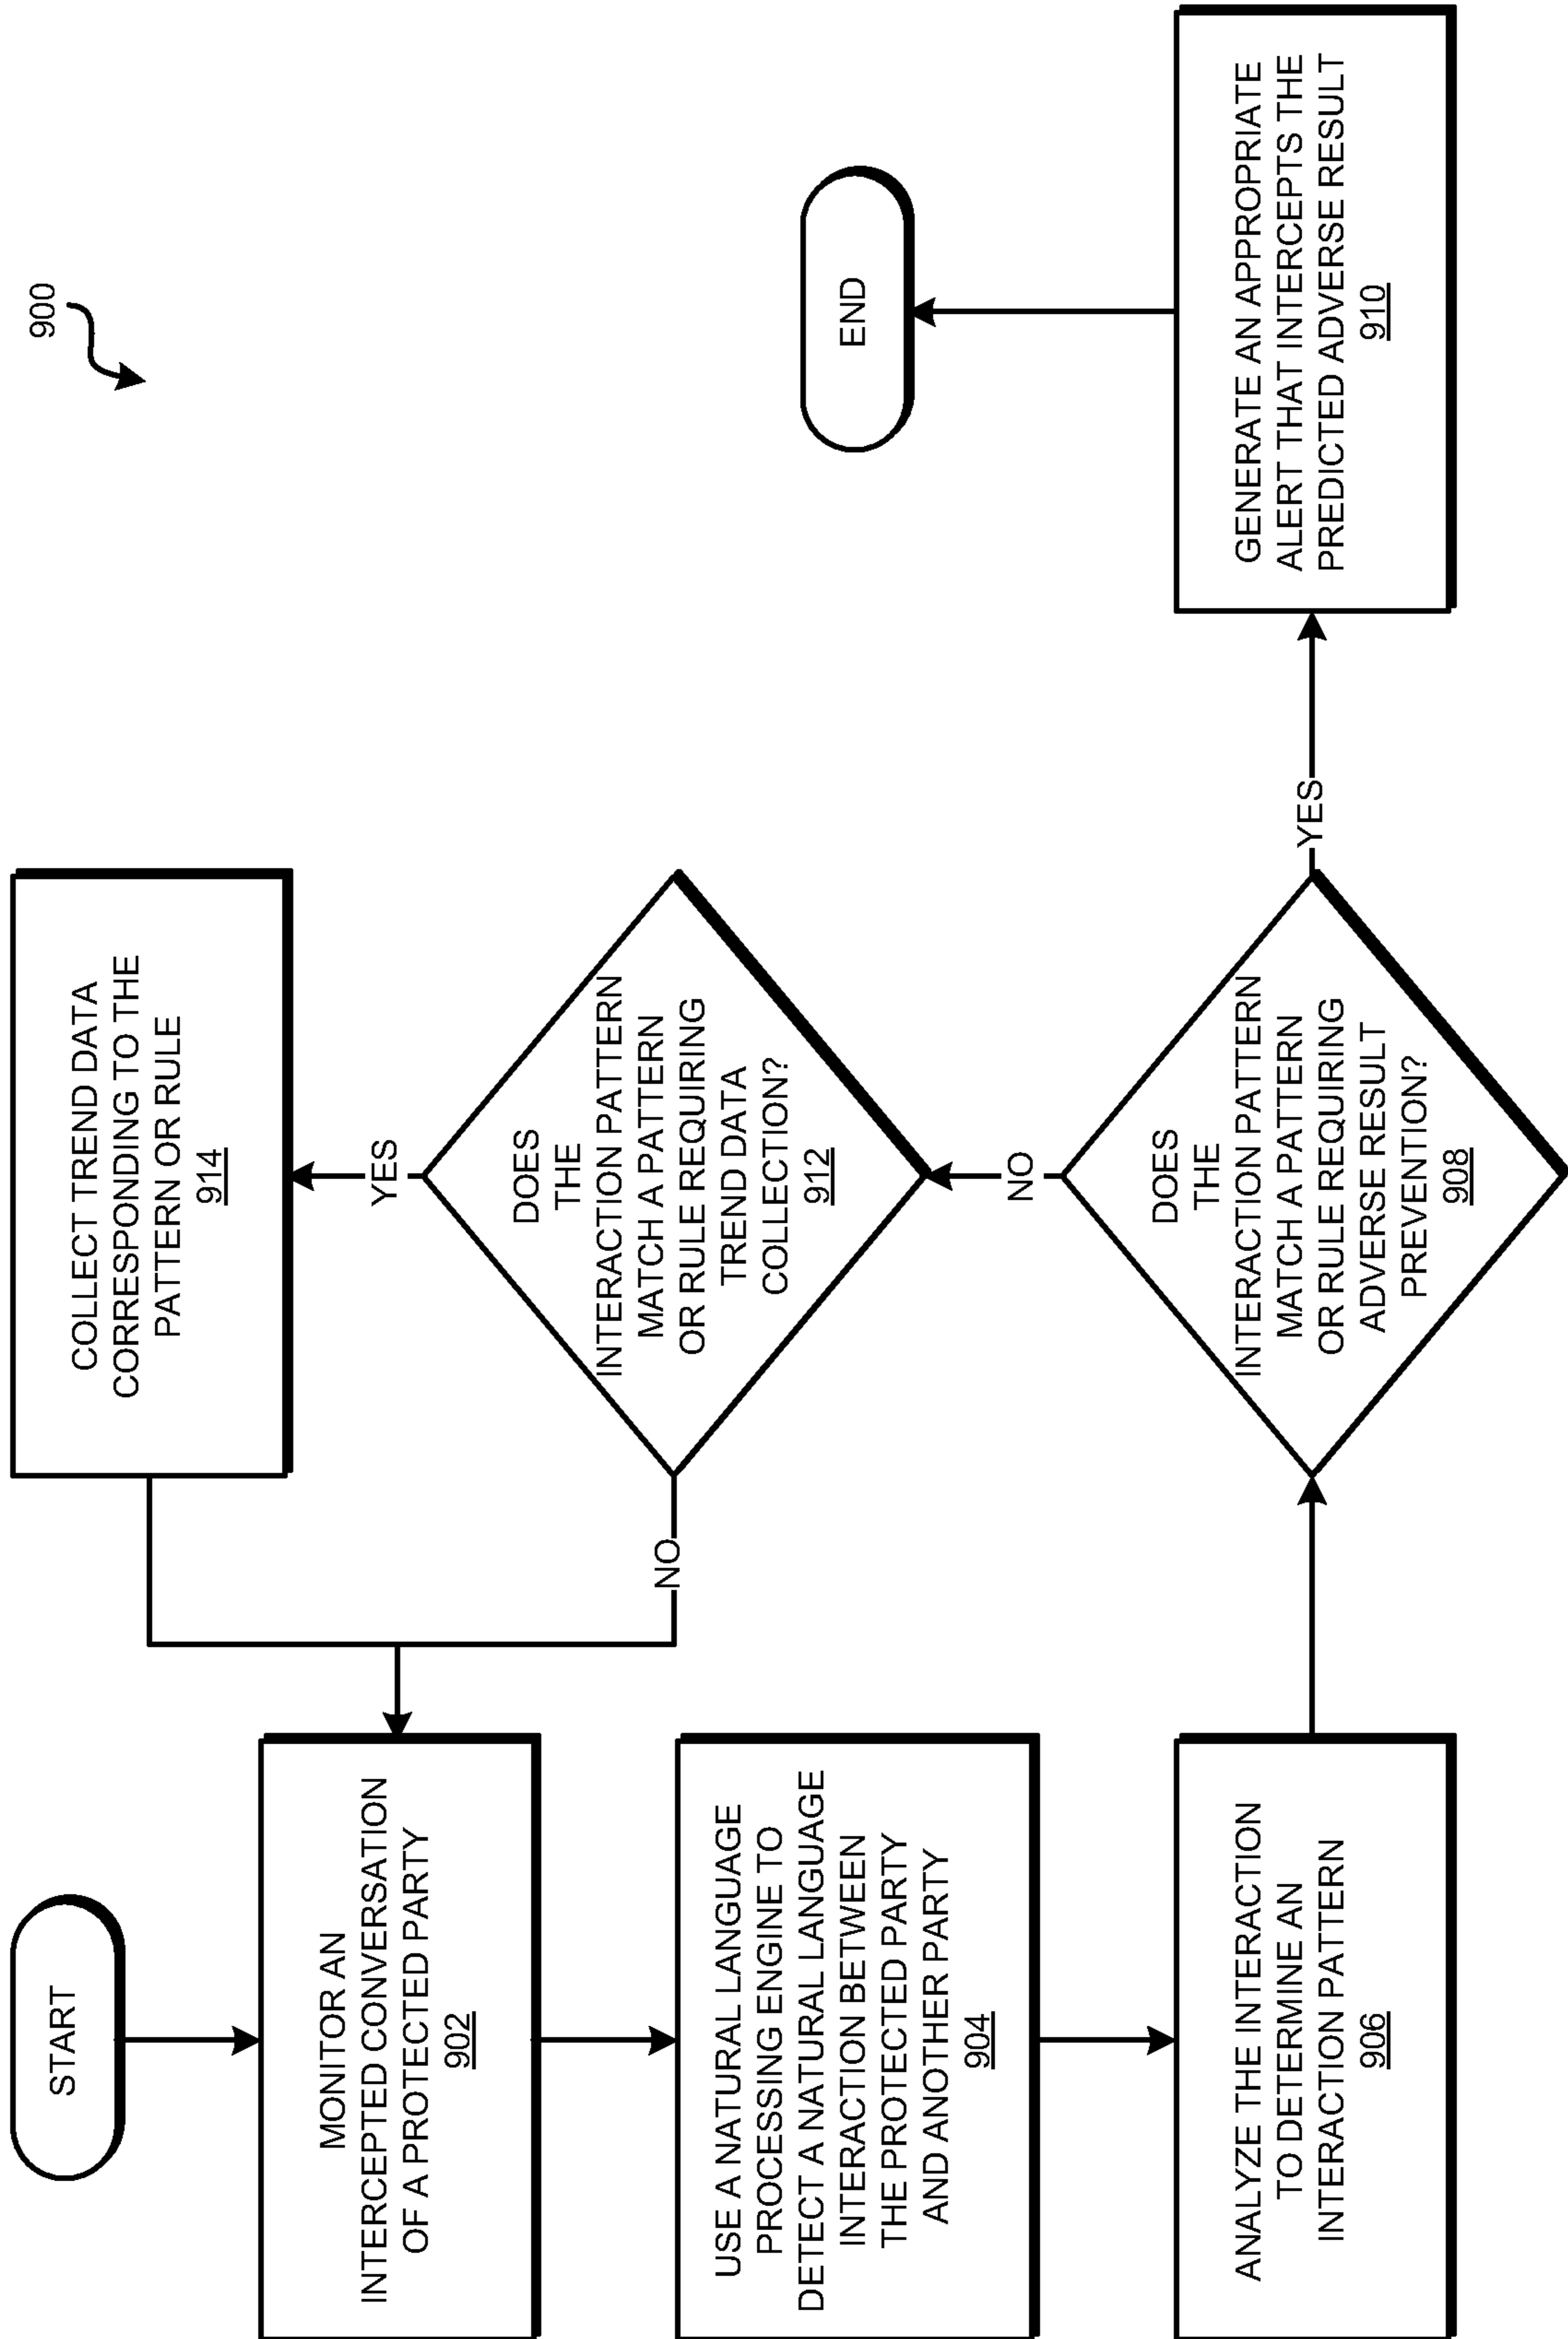 900
START
MONITOR AN
INTERCEPTED CONVERSATION
OF A PROTECTED PARTY
902
USE A NATURAL LANGUAGE
PROCESSING ENGINE TO
DETECT A NATURAL LANGUAGE
INTERACTION BETWEEN
THE PROTECTED PARTY
AND ANOTHER PARTY
904
ANALYZE THE INTERACTION
TO DETERMINE AN
INTERACTION PATTERN
906
DOES
THE
INTERACTION PATTERN
MATCH A PATTERN
OR RULE REQUIRING
ADVERSE RESULT
PREVENTION?
908
YES
GENERATE AN APPROPRIATE
ALERT THAT INTERCEPTS THE
PREDICTED ADVERSE RESULT
910
END
NO
DOES
THE
INTERACTION PATTERN
MATCH A PATTERN
OR RULE REQUIRING
TREND DATA
COLLECTION?
912
YES
COLLECT TREND DATA
CORRESPONDING TO THE
PATTERN OR RULE
914
NO